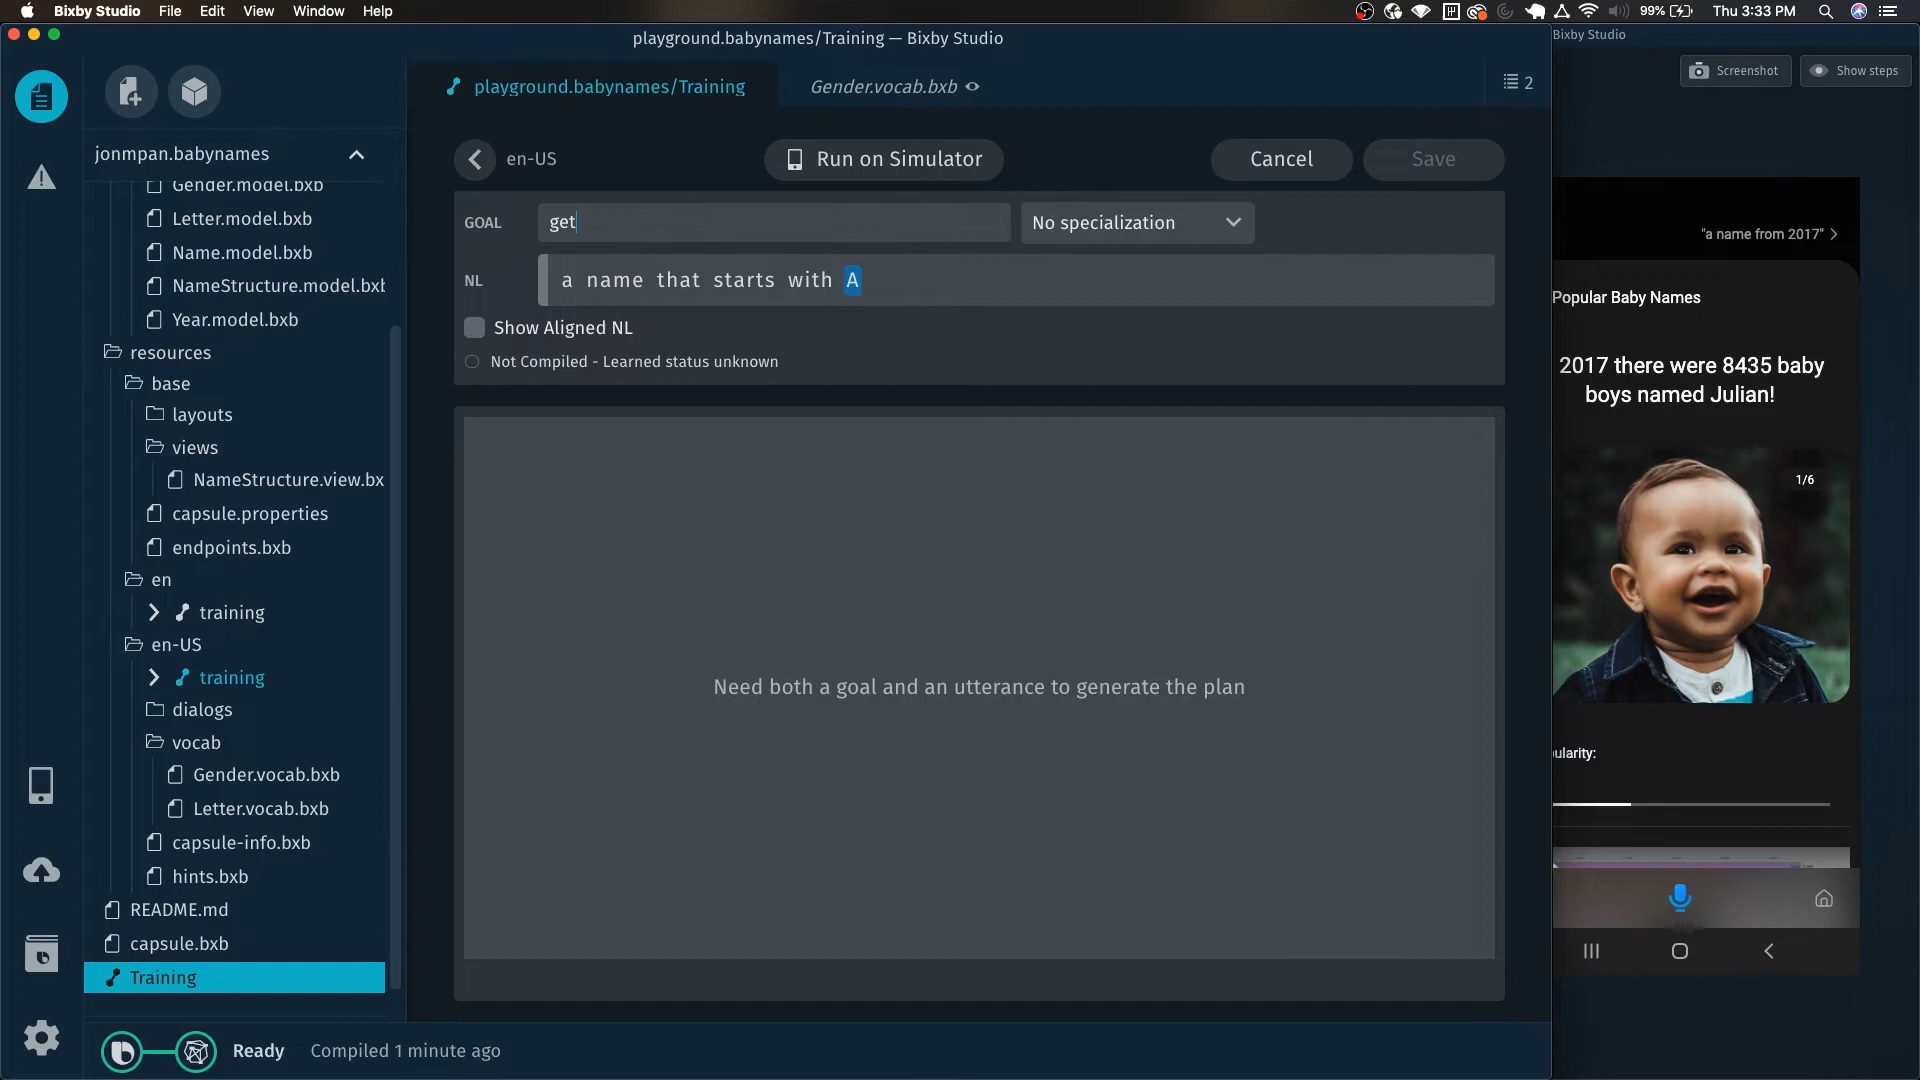 Bixby Studio File Edit View Window Help
99% Thu 3:33 PM
playground.babynames/Training — Bixby Studio
Bixby Studio
Screenshot
Show steps
playground.babynames/Training
Gender.vocab.bxb
2
jonmpan.babynames
Gender.model.bxb
Letter.model.bxb
Name.model.bxb
NameStructure.model.bxb
Year.model.bxb
resources
base
layouts
views
NameStructure.view.bx
capsule.properties
endpoints.bxb
en
training
en-US
training
dialogs
vocab
Gender.vocab.bxb
Letter.vocab.bxb
capsule-info.bxb
hints.bxb
README.md
capsule.bxb
Training
en-US
Run on Simulator
Cancel
Save
GOAL
get
No specialization
NL
a name that starts with A
Show Aligned NL
Not Compiled - Learned status unknown
Need both a goal and an utterance to generate the plan
"a name from 2017"
Popular Baby Names
2017 there were 8435 baby
boys named Julian!
1/6
ularity:
Ready
Compiled 1 minute ago